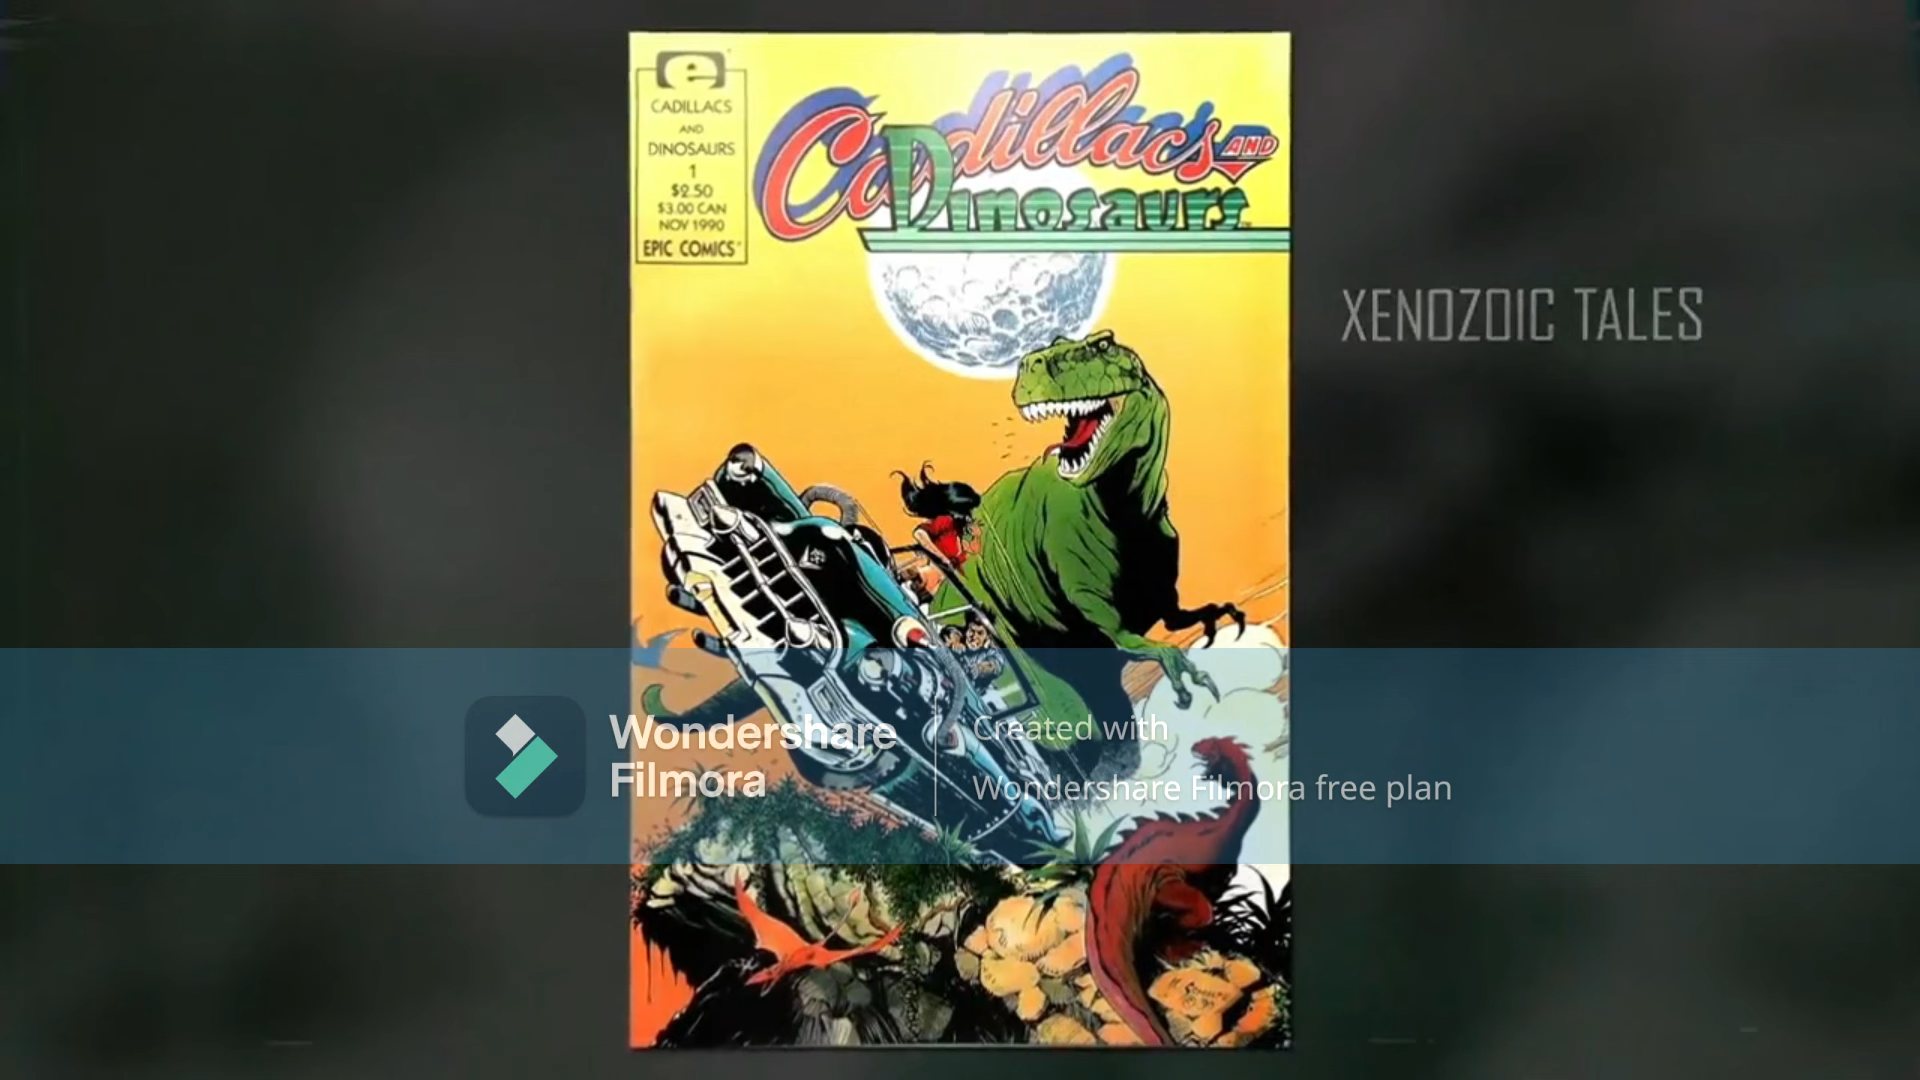 e
CADILLACS
AND
DINOSAURS
1
$2.50
$3.00 CAN
NOV 1990
EPIC COMICS
Cadillacs AND
Dinosaurs
XENOZOIC TALES
Wondershare
Filmora
Created with
Wondershare Filmora free plan